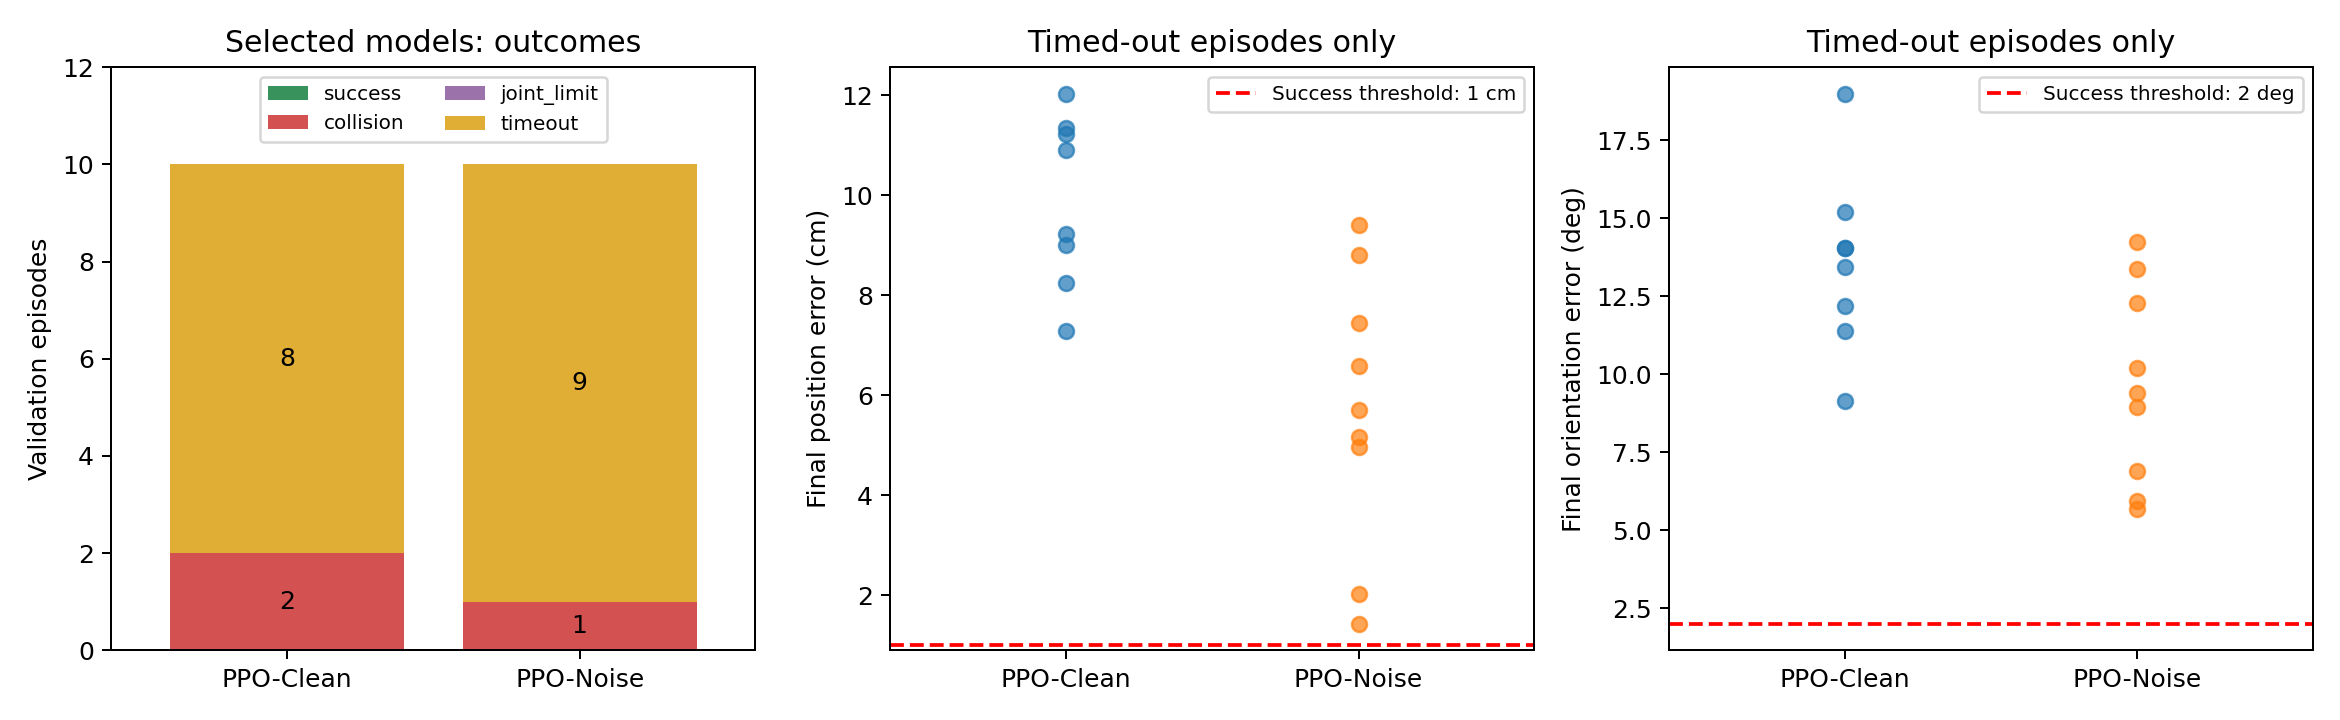 Selected models: outcomes
12
10
8
6
4
2
0
Validation episodes
success
collision
joint_limit
timeout
8
2
9
1
PPO-Clean
PPO-Noise
Timed-out episodes only
12
10
8
6
4
2
Final position error (cm)
Success threshold: 1 cm
PPO-Clean
PPO-Noise
Timed-out episodes only
17.5
15.0
12.5
10.0
7.5
5.0
2.5
Final orientation error (deg)
Success threshold: 2 deg
PPO-Clean
PPO-Noise